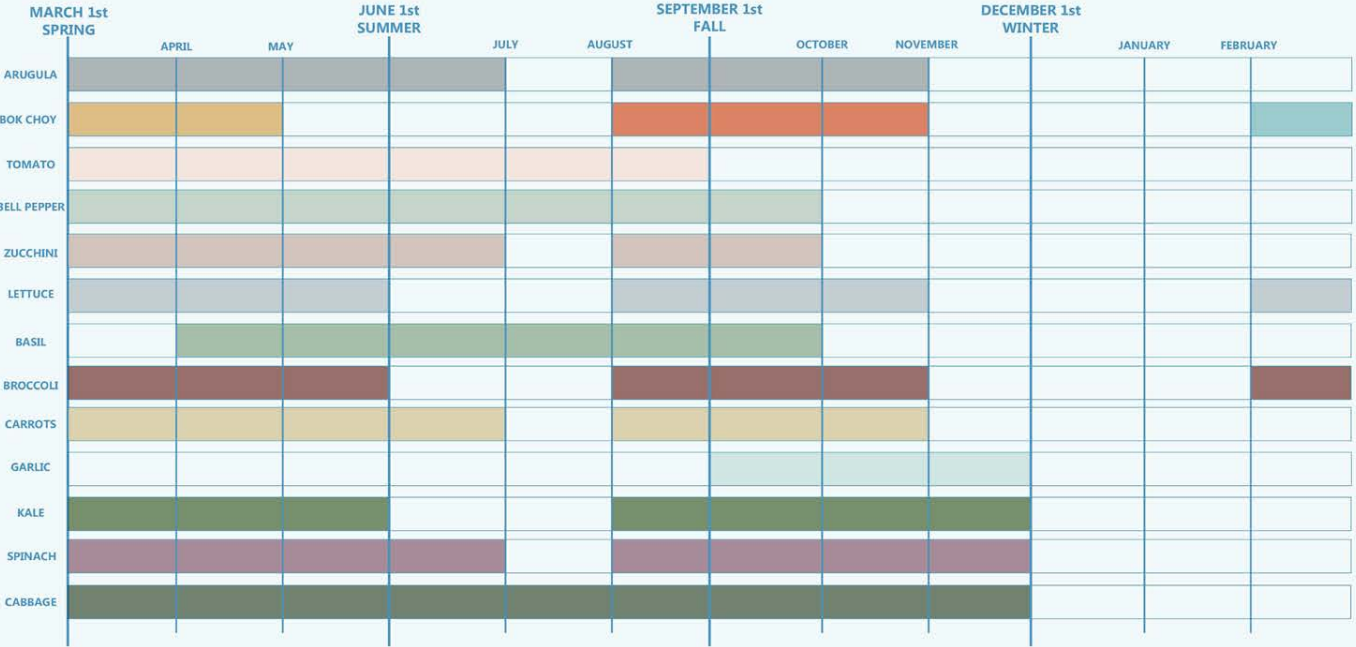 MARCH 1st
SPRING
APRIL
MAY
JUNE 1st
SUMMER
JULY
AUGUST
SEPTEMBER 1st
FALL
OCTOBER
NOVEMBER
DECEMBER 1st
WINTER
JANUARY
FEBRUARY
ARUGULA
BOK CHOY
TOMATO
BELL PEPPER
ZUCCHINI
LETTUCE
BASIL
BROCCOLI
CARROTS
GARLIC
KALE
SPINACH
CABBAGE